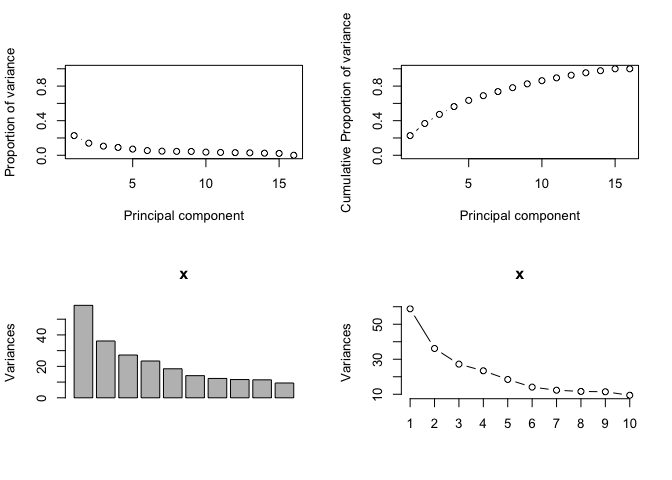 Proportion of variance
0.0 0.4 0.8
5 10 15
Principal component
Cumulative Proportion of variance
0.0 0.4 0.8
5 10 15
Principal component
x
Variances
0 20 40
x
Variances
10 30 50
1 2 3 4 5 6 7 8 9 10